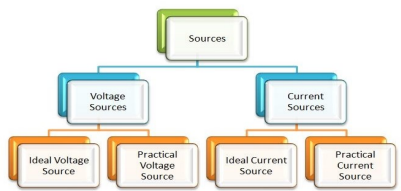 Sources
Voltage
Sources
Current
Sources
Ideal Voltage
Source
Practical
Voltage
Source
Ideal Current
Source
Practical
Current
Source